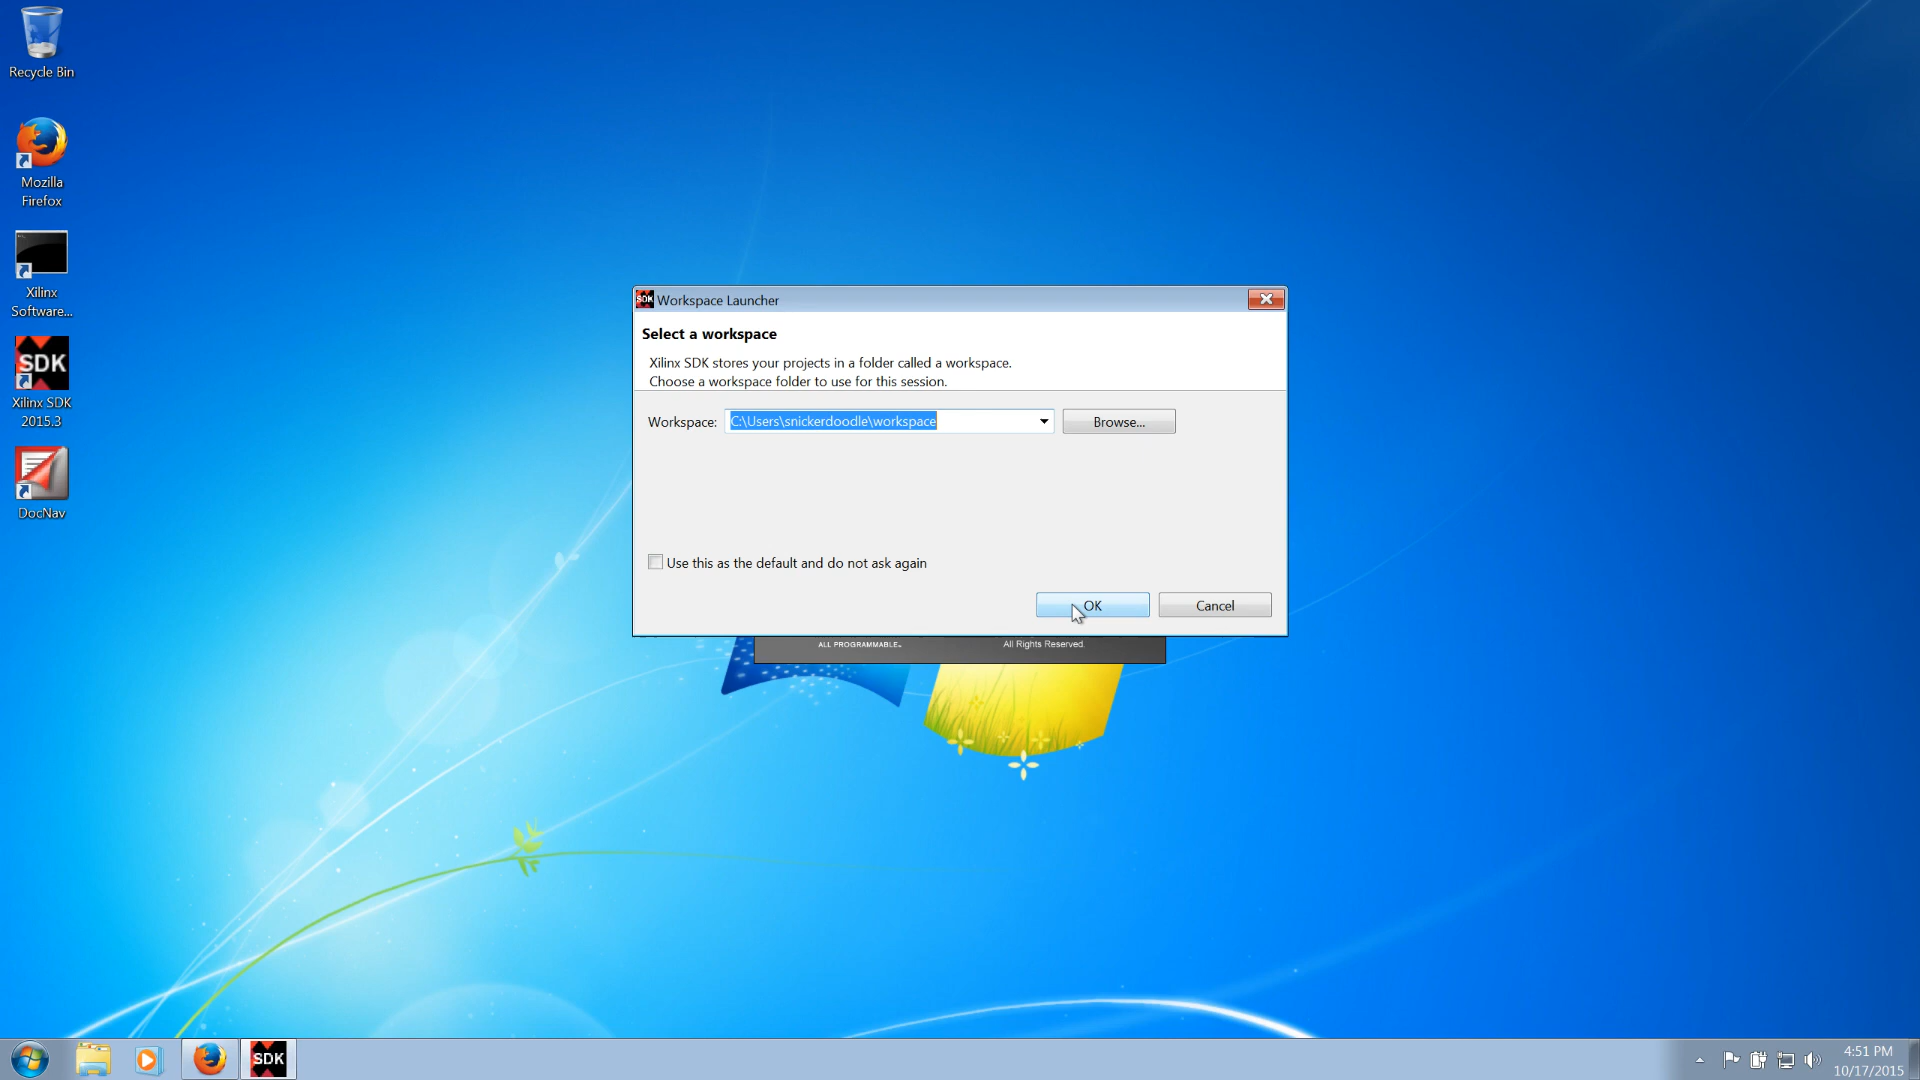 Recycle Bin
Mozilla
Firefox
Xilinx
Software...
SDK
Xilinx SDK
2015.3
DocNav
SDK Workspace Launcher
Select a workspace
Xilinx SDK stores your projects in a folder called a workspace.
Choose a workspace folder to use for this session.
Workspace: C:\Users\snickerdoodle\workspace Browse...
Use this as the default and do not ask again
OK Cancel
ALL PROGRAMMABLE™ All Rights Reserved.
SDK
4:51 PM
10/17/2015